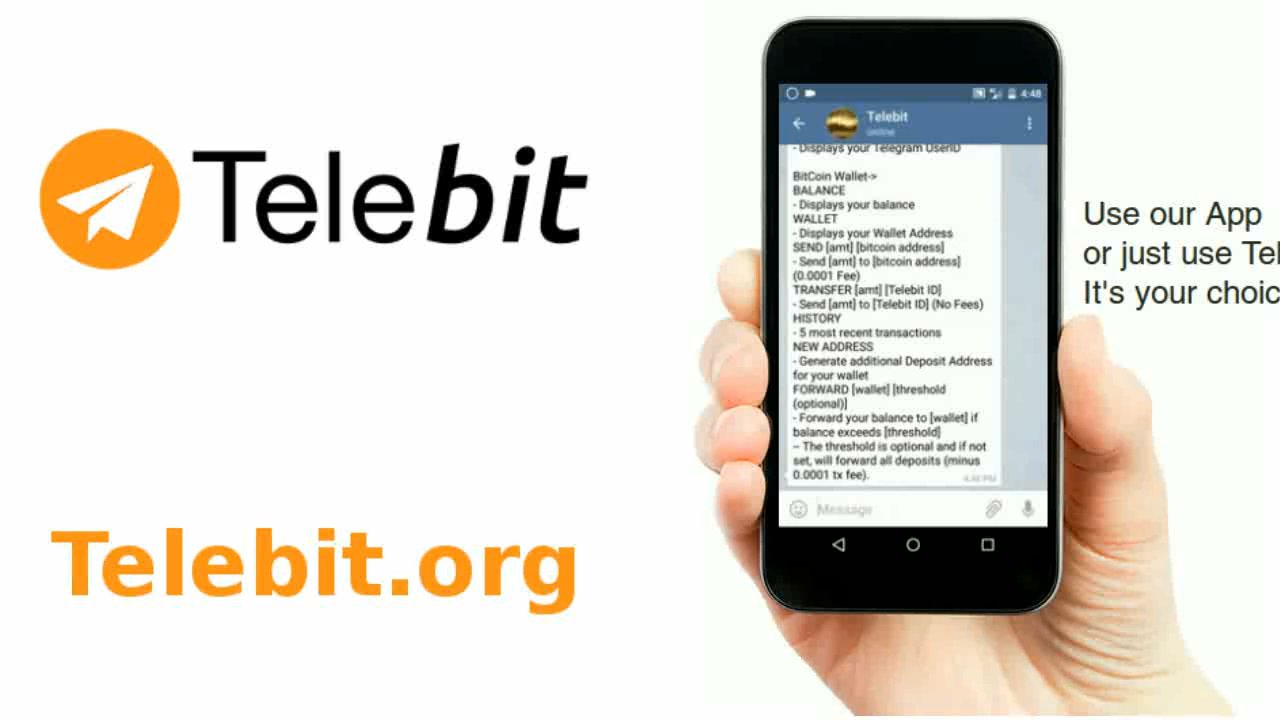 Telebit
Telebit.org
4:48
Telebit
online
- Displays your Telegram UserID
BitCoin Wallet->
BALANCE
- Displays your balance
WALLET
- Displays your Wallet Address
SEND [amt] [bitcoin address]
- Send [amt] to [bitcoin address]
(0.0001 Fee)
TRANSFER [amt] [Telebit ID]
- Send [amt] to [Telebit ID] (No Fees)
HISTORY
- 5 most recent transactions
NEW ADDRESS
- Generate additional Deposit Address
for your wallet
FORWARD [wallet] [threshold
(optional)]
- Forward your balance to [wallet] if
balance exceeds [threshold]
-- The threshold is optional and if not
set, will forward all deposits (minus
0.0001 tx fee).
Message
Use our App
or just use Tel
It's your choic